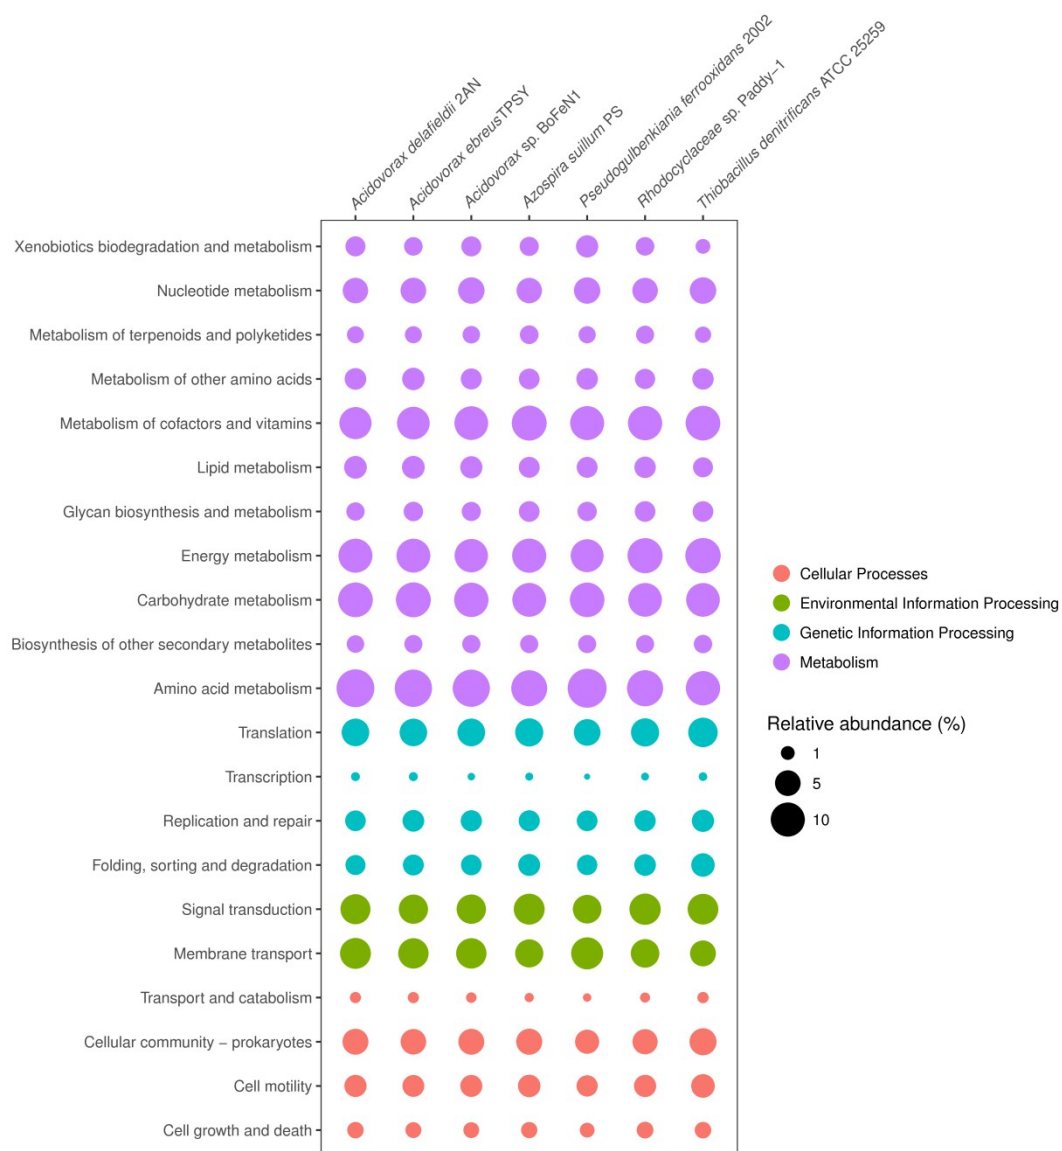 Acidovorax delafieldii 2AN
Acidovorax ebreusTPSY
Acidovorax sp. BoFeN1
Azospira suillum PS
Pseudogulbenkiania ferrooxidans 2002
Rhodocyclaceae sp. Paddy−1
Thiobacillus denitrificans ATCC 25259
Xenobiotics biodegradation and metabolism
Nucleotide metabolism
Metabolism of terpenoids and polyketides
Metabolism of other amino acids
Metabolism of cofactors and vitamins
Lipid metabolism
Glycan biosynthesis and metabolism
Energy metabolism
Carbohydrate metabolism
Biosynthesis of other secondary metabolites
Amino acid metabolism
Translation
Transcription
Replication and repair
Folding, sorting and degradation
Signal transduction
Membrane transport
Transport and catabolism
Cellular community − prokaryotes
Cell motility
Cell growth and death
Cellular Processes
Environmental Information Processing
Genetic Information Processing
Metabolism
Relative abundance (%)
1
5
10